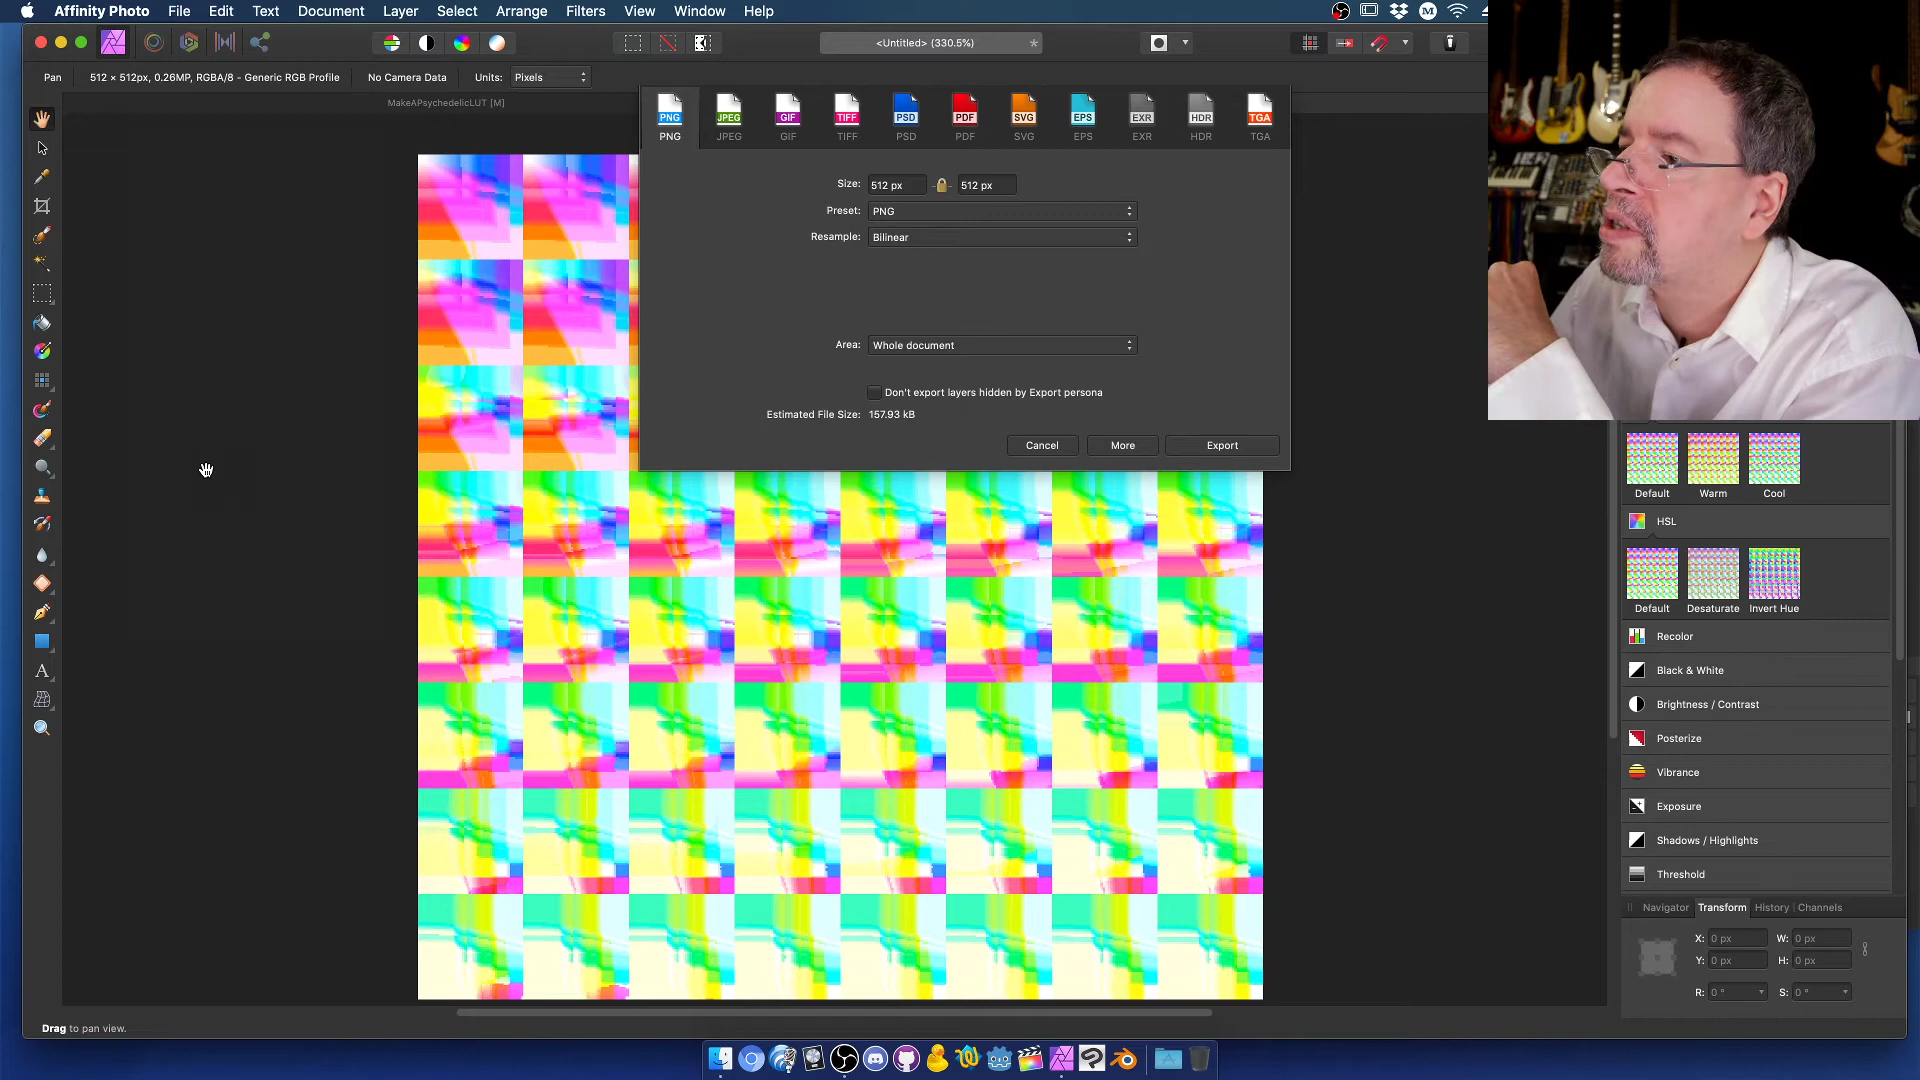 Affinity Photo File Edit Text Document Layer Select Arrange Filters View Window Help
<Untitled> (330.5%)
Pan 512 × 512px, 0.26MP, RGBA/8 - Generic RGB Profile No Camera Data Units: Pixels
MakeAPsychedelicLUT [M]
PNG JPEG GIF TIFF PSD PDF SVG EPS EXR HDR TGA
PNG JPEG GIF TIFF PSD PDF SVG EPS EXR HDR TGA
Size: 512 px 512 px
Preset: PNG
Resample: Bilinear
Area: Whole document
Don't export layers hidden by Export persona
Estimated File Size: 157.93 kB
Cancel More Export
Default Warm Cool
HSL
Default Desaturate Invert Hue
Recolor
Black & White
Brightness / Contrast
Posterize
Vibrance
Exposure
Shadows / Highlights
Threshold
Navigator Transform History Channels
X: 0 px W: 0 px
Y: 0 px H: 0 px
R: 0 ° S: 0 °
Drag to pan view.